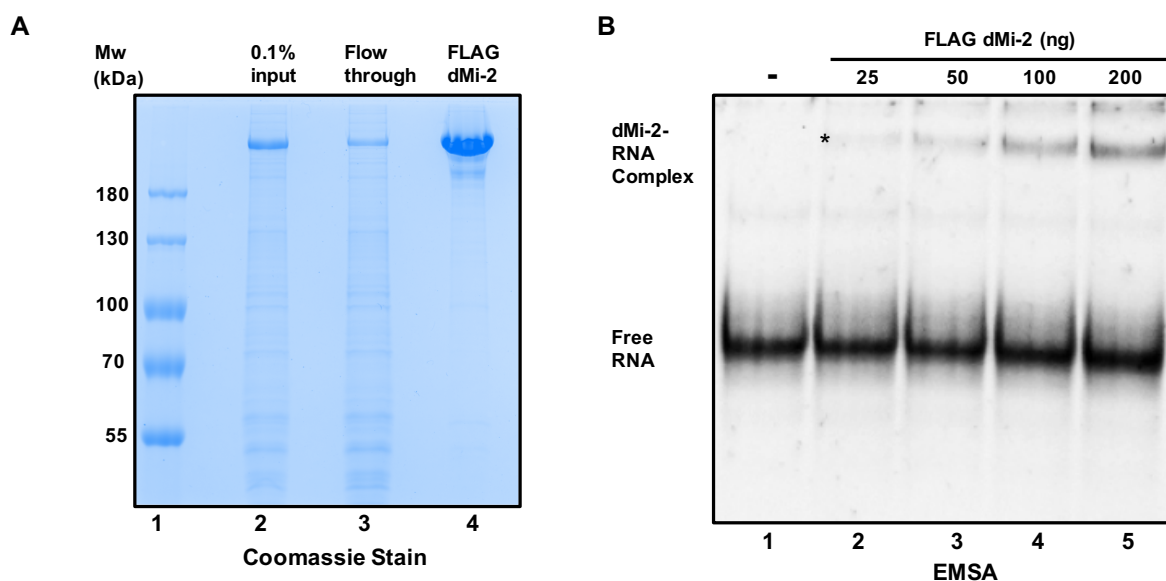 A
Mw
(kDa)
0.1%
input
Flow
through
FLAG
dMi-2
180
130
100
70
55
1 2 3 4
Coomassie Stain
B
FLAG dMi-2 (ng)
- 25 50 100 200
dMi-2-
RNA
Complex
*
Free
RNA
1 2 3 4 5
EMSA